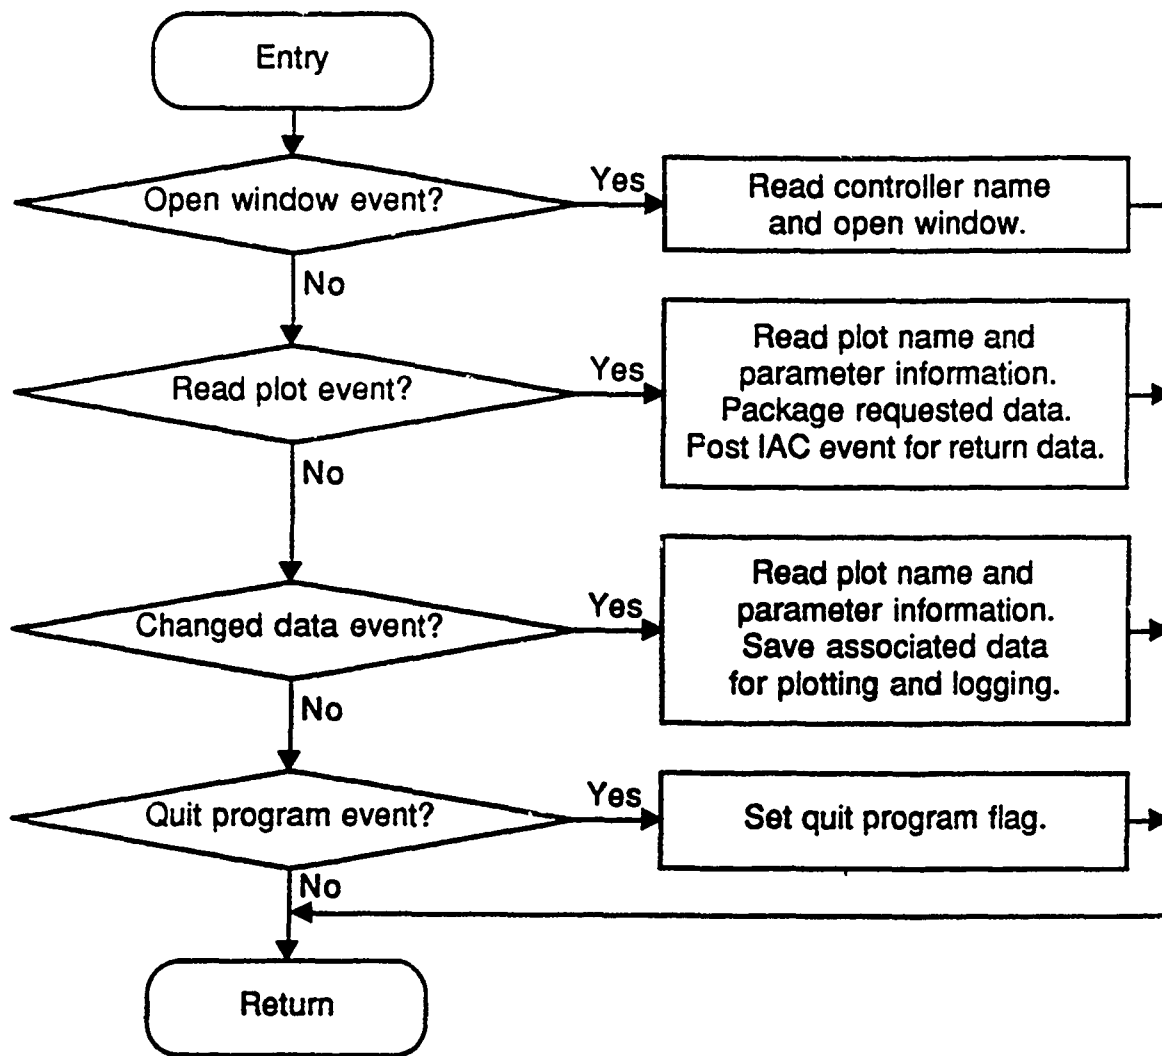 Entry
Open window event?
Yes
Read controller name
and open window.
No
Read plot event?
Yes
Read plot name and
parameter information.
Package requested data.
Post IAC event for return data.
No
Changed data event?
Yes
Read plot name and
parameter information.
Save associated data
for plotting and logging.
No
Quit program event?
Yes
Set quit program flag.
No
Return